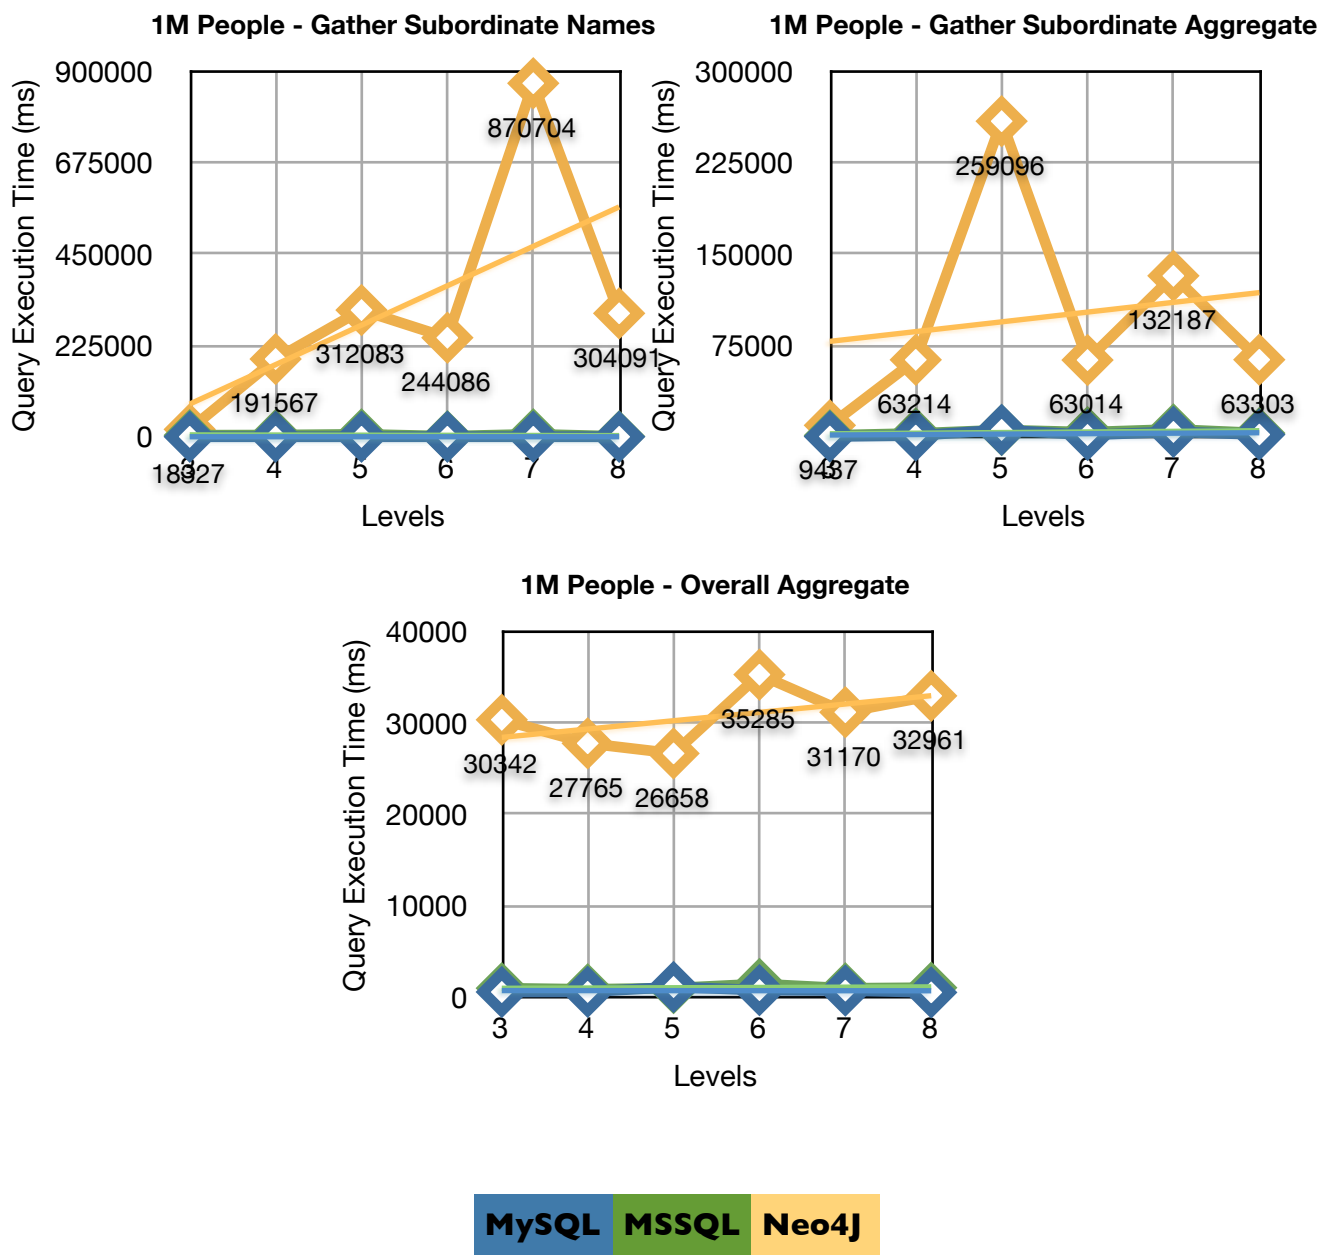 1M People - Gather Subordinate Names
Query Execution Time (ms)
900000
675000
450000
225000
0
870704
312083
304091
244086
191567
3 4 5 6 7 8
Levels
1M People - Gather Subordinate Aggregate
Query Execution Time (ms)
300000
225000
150000
75000
0
259096
132187
63214
63014
63303
3 4 5 6 7 8
9437
Levels
1M People - Overall Aggregate
Query Execution Time (ms)
40000
30000
20000
10000
0
30342
27765
26658
35285
31170
32961
3 4 5 6 7 8
Levels
MySQL MSSQL Neo4J